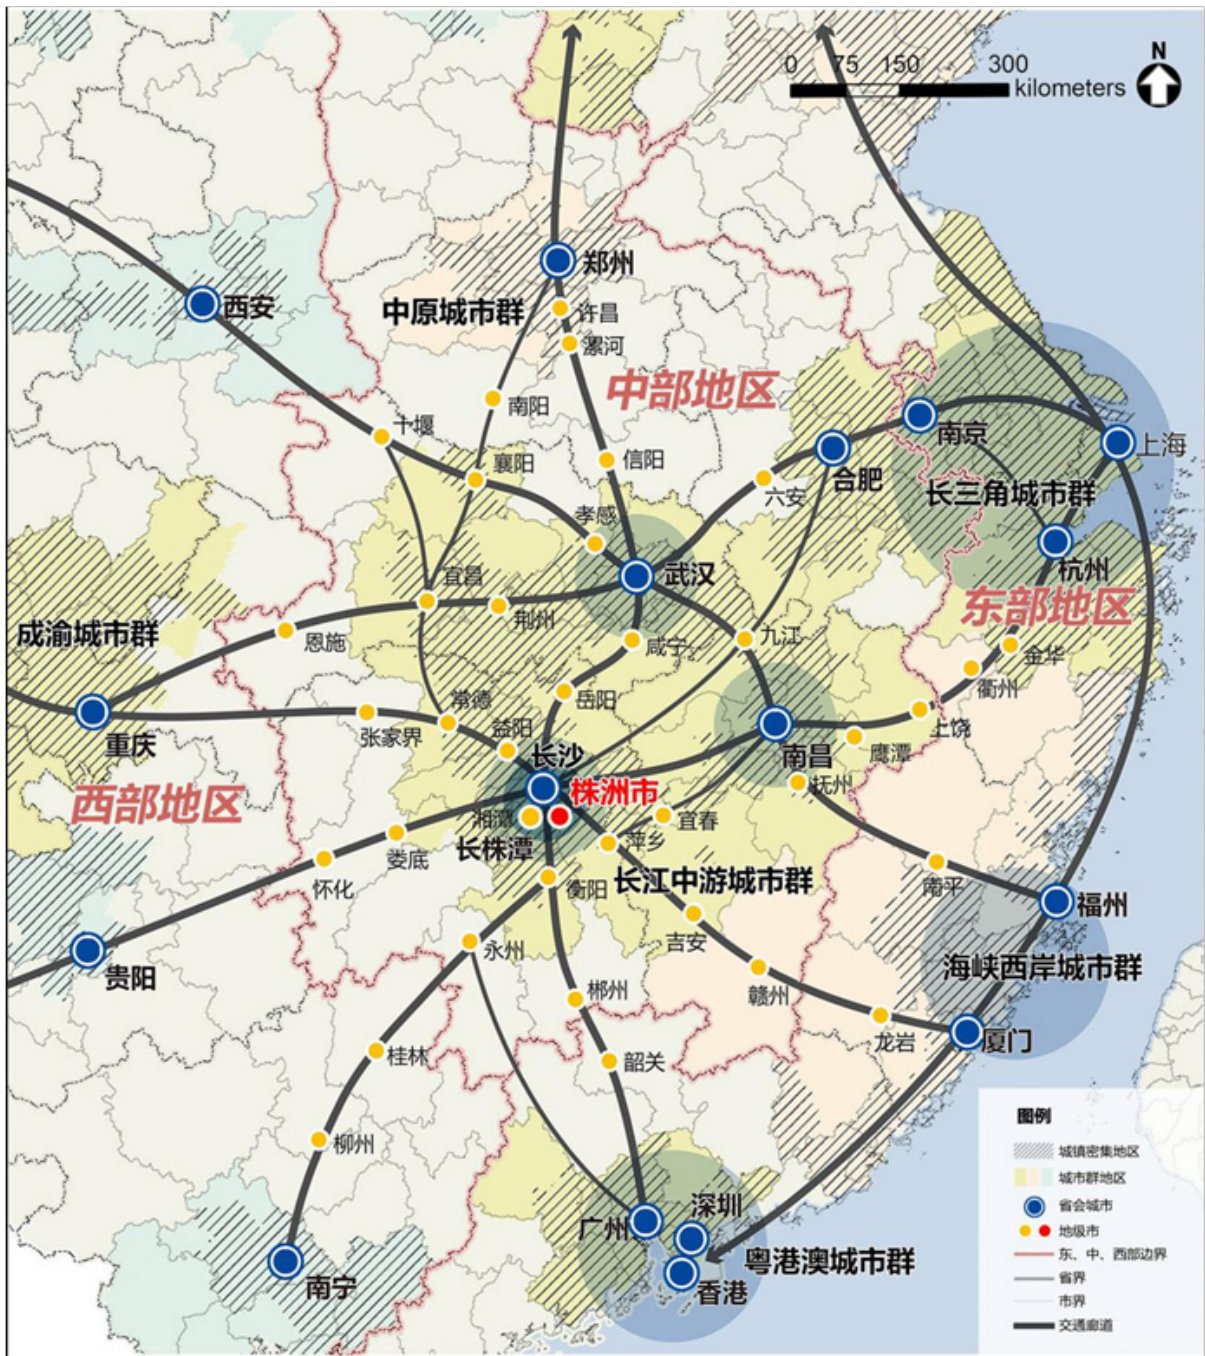 0 75 150 300
kilometers
N
郑州
西安
许昌
中原城市群
漯河
中部地区
南阳
十堰
南京
上海
襄阳
信阳
合肥
六安
长三角城市群
孝感
杭州
武汉
宜昌
荆州
东部地区
成渝城市群
恩施
咸宁
九江
金华
衢州
岳阳
常德
上饶
张家界
益阳
重庆
长沙
南昌
鹰潭
抚州
株洲市
西部地区
湘潭
宜春
萍乡
长株潭
娄底
怀化
衡阳
长江中游城市群
南平
福州
吉安
永州
贵阳
海峡西岸城市群
郴州
赣州
龙岩
厦门
桂林
韶关
柳州
深圳
广州
粤港澳城市群
南宁
香港
图例
城镇密集地区
城市群地区
省会城市
地级市
东、中、西部边界
省界
市界
交通廊道